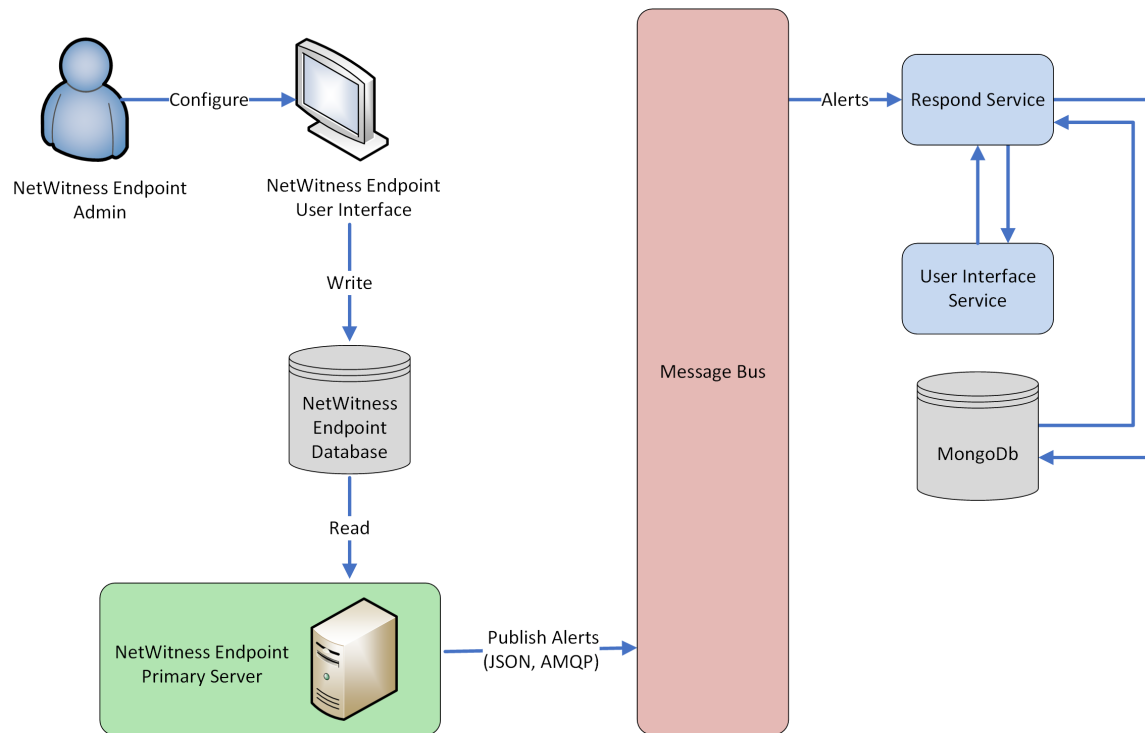 Configure
NetWitness Endpoint
Admin
NetWitness Endpoint
User Interface
Write
NetWitness
Endpoint
Database
Read
NetWitness Endpoint
Primary Server
Publish Alerts
(JSON, AMQP)
Message Bus
Alerts
Respond Service
User Interface
Service
MongoDb